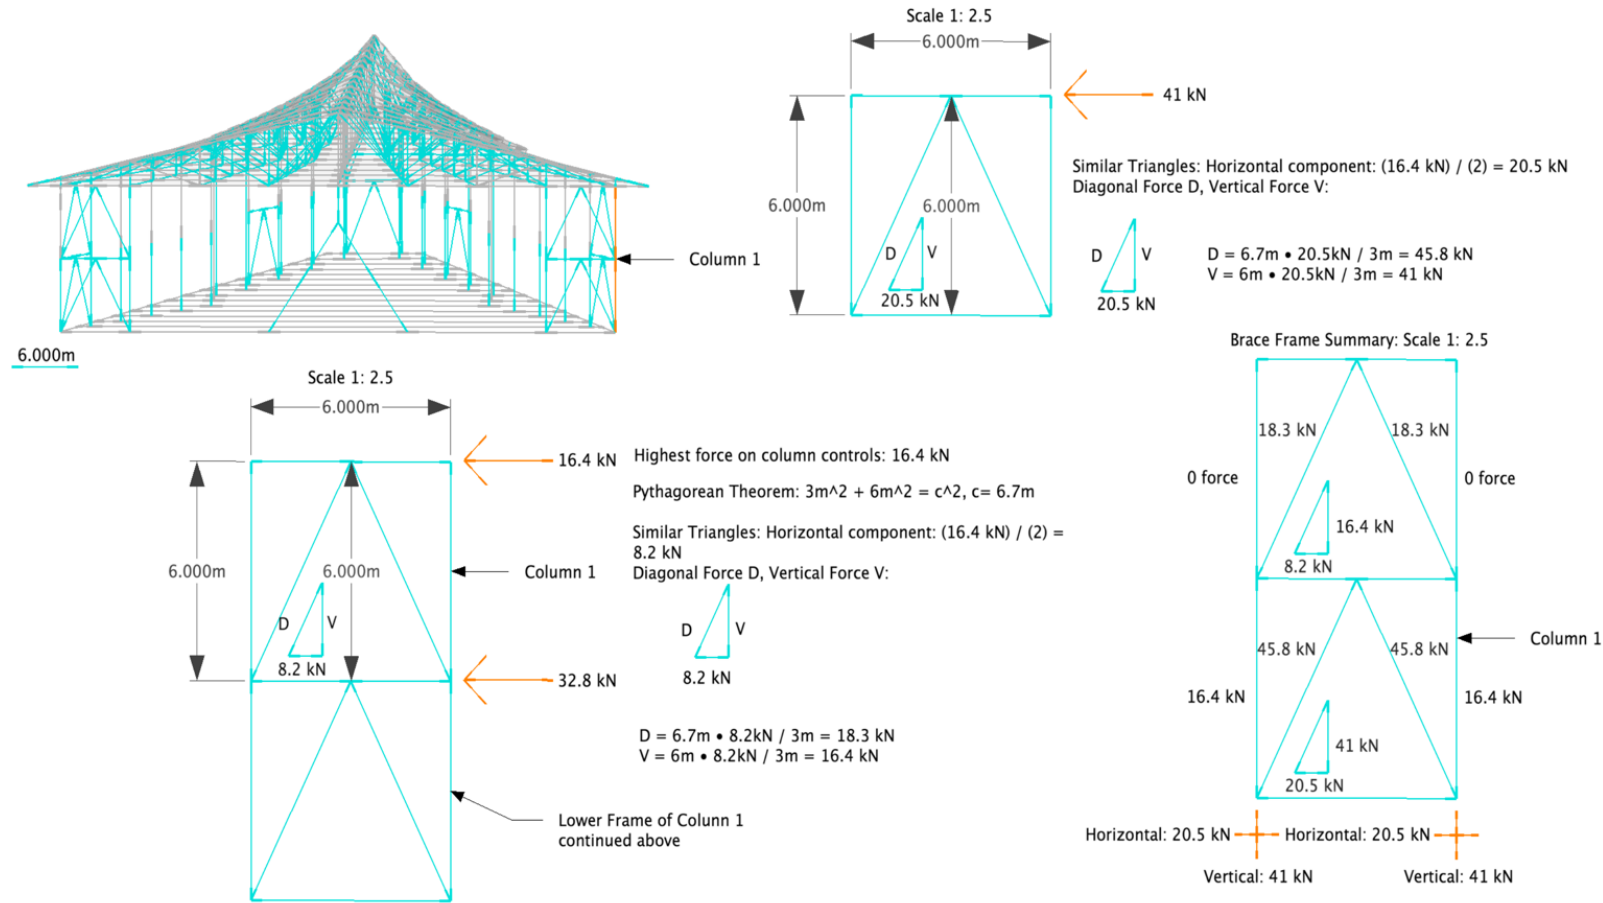 Scale 1: 2.5
6.000m
41 kN
6.000m
6.000m
D
V
20.5 kN
Similar Triangles: Horizontal component: (16.4 kN) / (2) = 20.5 kN
Diagonal Force D, Vertical Force V:
D
V
20.5 kN
D = 6.7m • 20.5kN / 3m = 45.8 kN
V = 6m • 20.5kN / 3m = 41 kN
Column 1
6.000m
Scale 1: 2.5
6.000m
16.4 kN
6.000m
6.000m
Column 1
D
V
8.2 kN
32.8 kN
Lower Frame of Colunn 1
continued above
Highest force on column controls: 16.4 kN
Pythagorean Theorem: 3m^2 + 6m^2 = c^2, c= 6.7m
Similar Triangles: Horizontal component: (16.4 kN) / (2) =
8.2 kN
Diagonal Force D, Vertical Force V:
D
V
8.2 kN
D = 6.7m • 8.2kN / 3m = 18.3 kN
V = 6m • 8.2kN / 3m = 16.4 kN
Brace Frame Summary: Scale 1: 2.5
18.3 kN
18.3 kN
0 force
0 force
16.4 kN
8.2 kN
45.8 kN
45.8 kN
Column 1
16.4 kN
16.4 kN
41 kN
20.5 kN
Horizontal: 20.5 kN
Horizontal: 20.5 kN
Vertical: 41 kN
Vertical: 41 kN